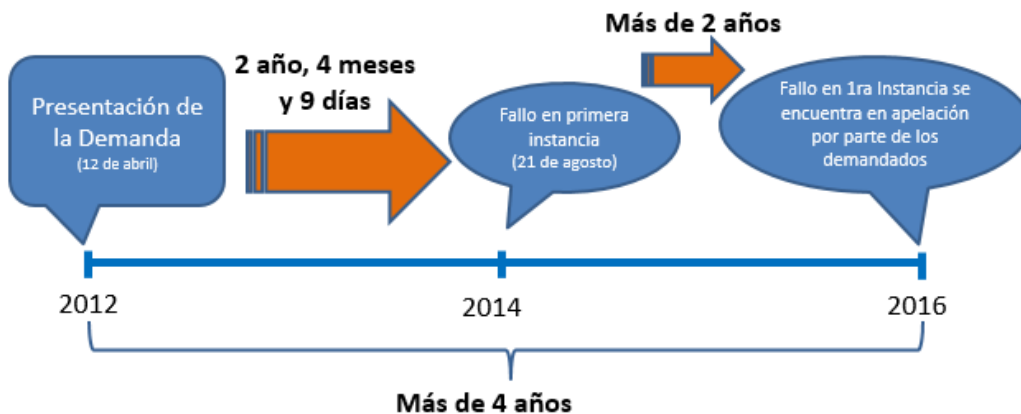 Más de 2 años
2 año, 4 meses
y 9 días
Presentación de
la Demanda
(12 de abril)
Fallo en primera
instancia
(21 de agosto)
Fallo en 1ra Instancia se
encuentra en apelación
por parte de los
demandados
2012
2014
2016
Más de 4 años